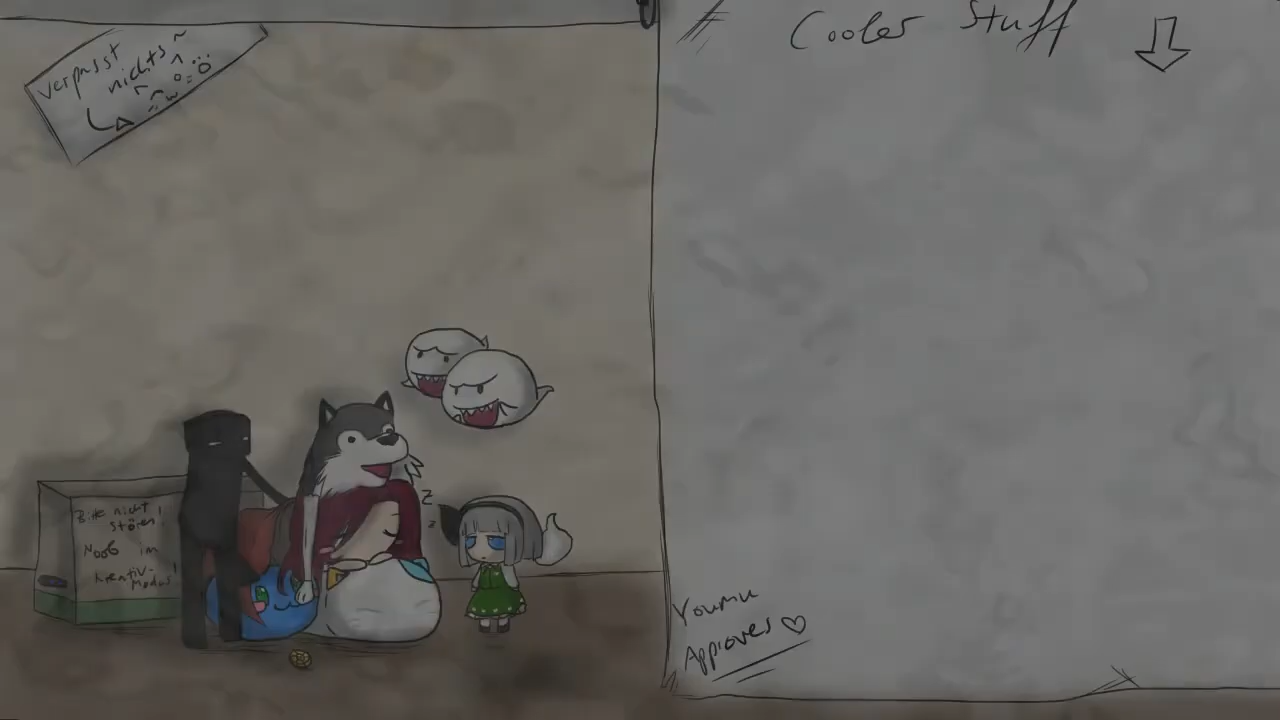 verpasst
nichts~
Cooler Stuff
Bitte nicht
stören!
Noob im
Kreativ-
Modus!
z
z
Youmu
Approves ♡